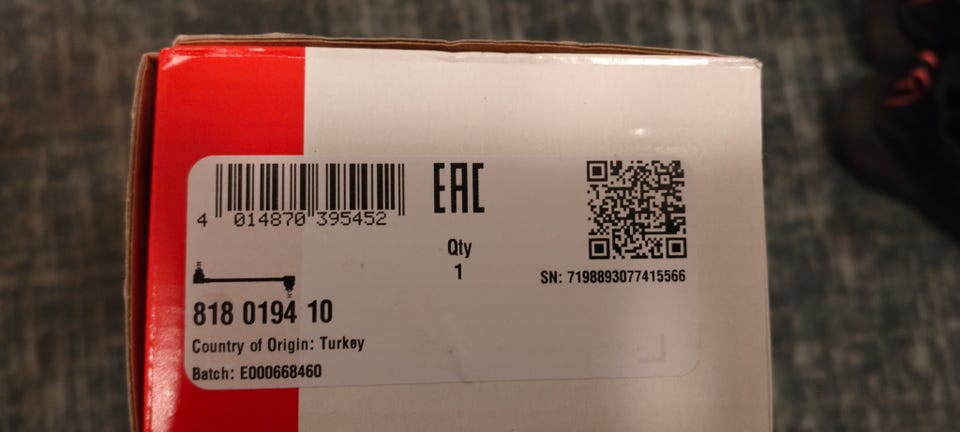 4 014870 395452
EAC
Qty
1
SN: 7198893077415566
818 0194 10
Country of Origin: Turkey
Batch: E000668460